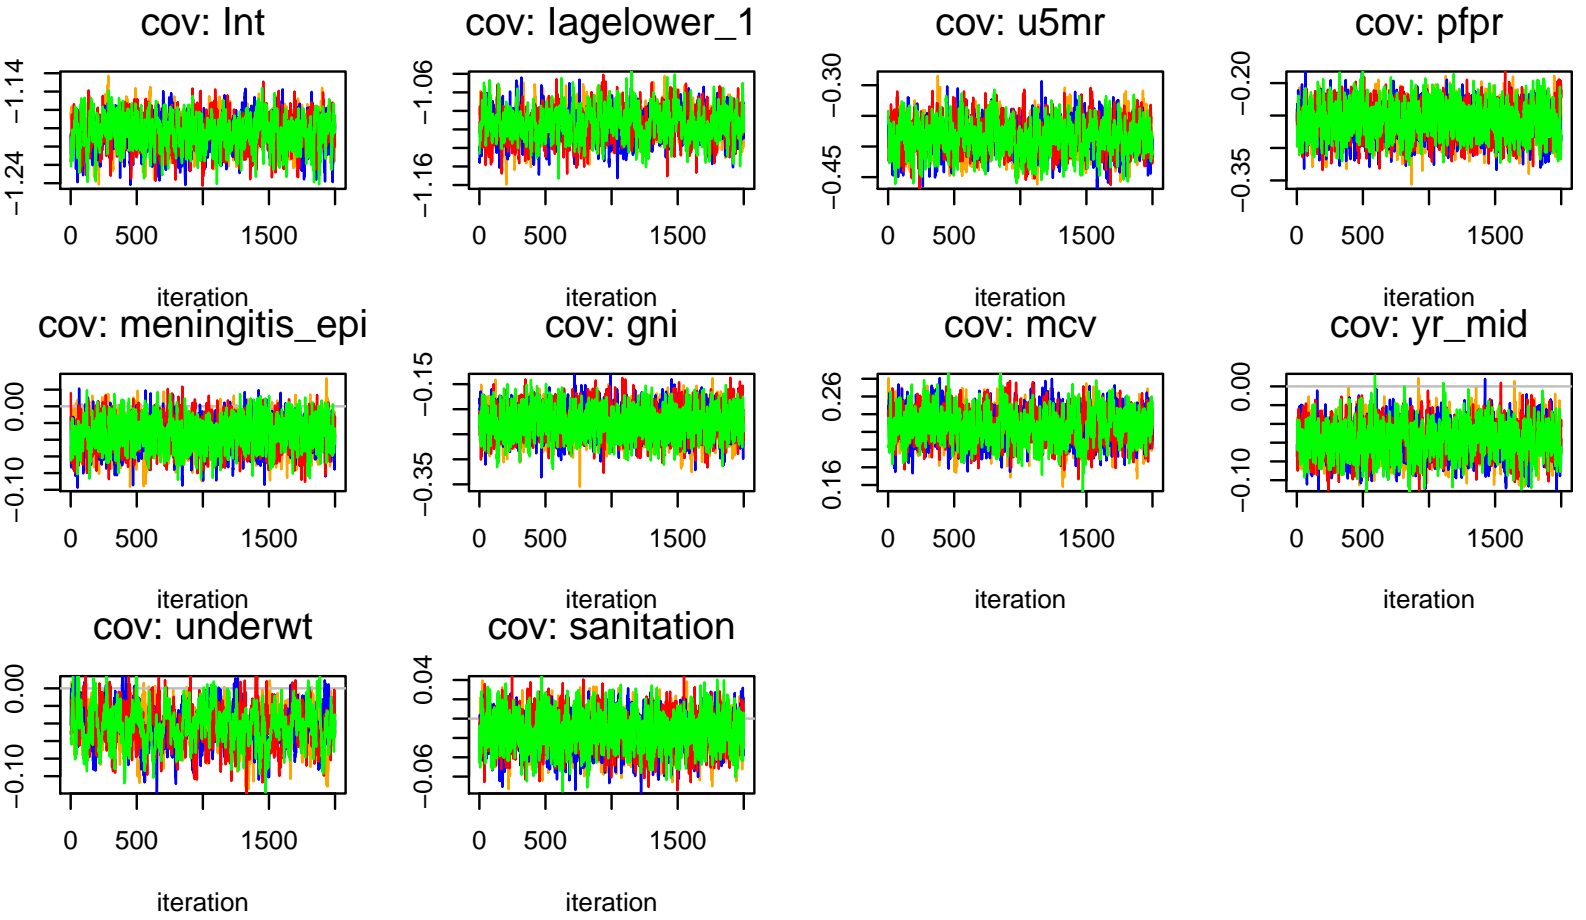 cov: Int
cov: Iagelower_1
cov: u5mr
cov: pfpr
−1.24 −1.14
−1.16 −1.06
−0.45 −0.30
−0.35 −0.20
0 500 1500
0 500 1500
0 500 1500
0 500 1500
iteration
iteration
iteration
iteration
cov: meningitis_epi
cov: gni
cov: mcv
cov: yr_mid
−0.10 0.00
−0.35 −0.15
0.16 0.26
−0.10 0.00
0 500 1500
0 500 1500
0 500 1500
0 500 1500
iteration
iteration
iteration
iteration
cov: underwt
cov: sanitation
−0.10 0.00
−0.06 0.04
0 500 1500
0 500 1500
iteration
iteration